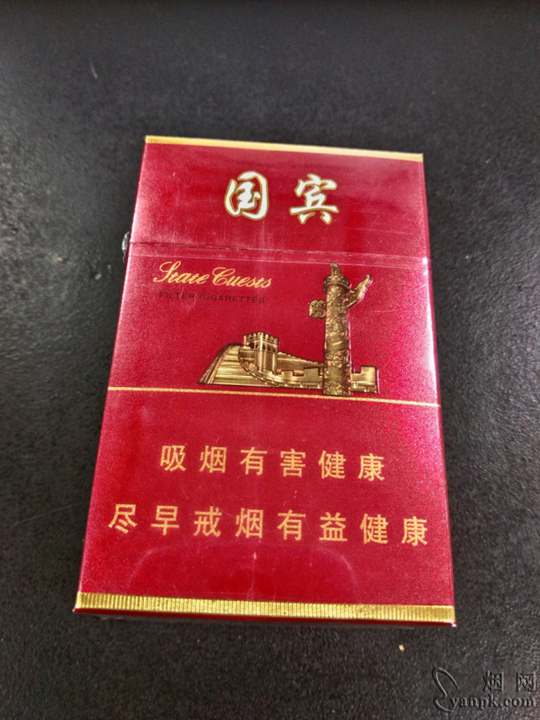 国宾
State Guests
FILTER CIGARETTES
吸烟有害健康
尽早戒烟有益健康
烟网
yanpk.com